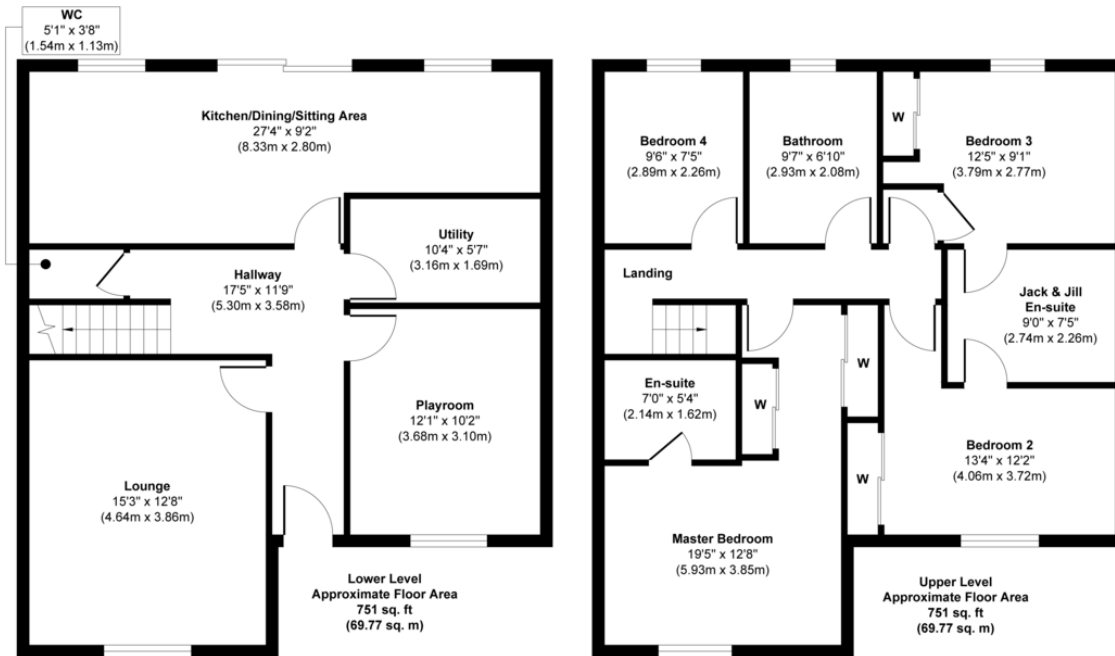 WC
5'1" x 3'8"
(1.54m x 1.13m)
Kitchen/Dining/Sitting Area
27'4" x 9'2"
(8.33m x 2.80m)
Utility
10'4" x 5'7"
(3.16m x 1.69m)
Hallway
17'5" x 11'9"
(5.30m x 3.58m)
Playroom
12'1" x 10'2"
(3.68m x 3.10m)
Lounge
15'3" x 12'8"
(4.64m x 3.86m)
Lower Level
Approximate Floor Area
751 sq. ft
(69.77 sq. m)
Bedroom 4
9'6" x 7'5"
(2.89m x 2.26m)
Bathroom
9'7" x 6'10"
(2.93m x 2.08m)
W
Bedroom 3
12'5" x 9'1"
(3.79m x 2.77m)
Landing
Jack & Jill
En-suite
9'0" x 7'5"
(2.74m x 2.26m)
En-suite
7'0" x 5'4"
(2.14m x 1.62m)
W
W
W
Bedroom 2
13'4" x 12'2"
(4.06m x 3.72m)
Master Bedroom
19'5" x 12'8"
(5.93m x 3.85m)
Upper Level
Approximate Floor Area
751 sq. ft
(69.77 sq. m)